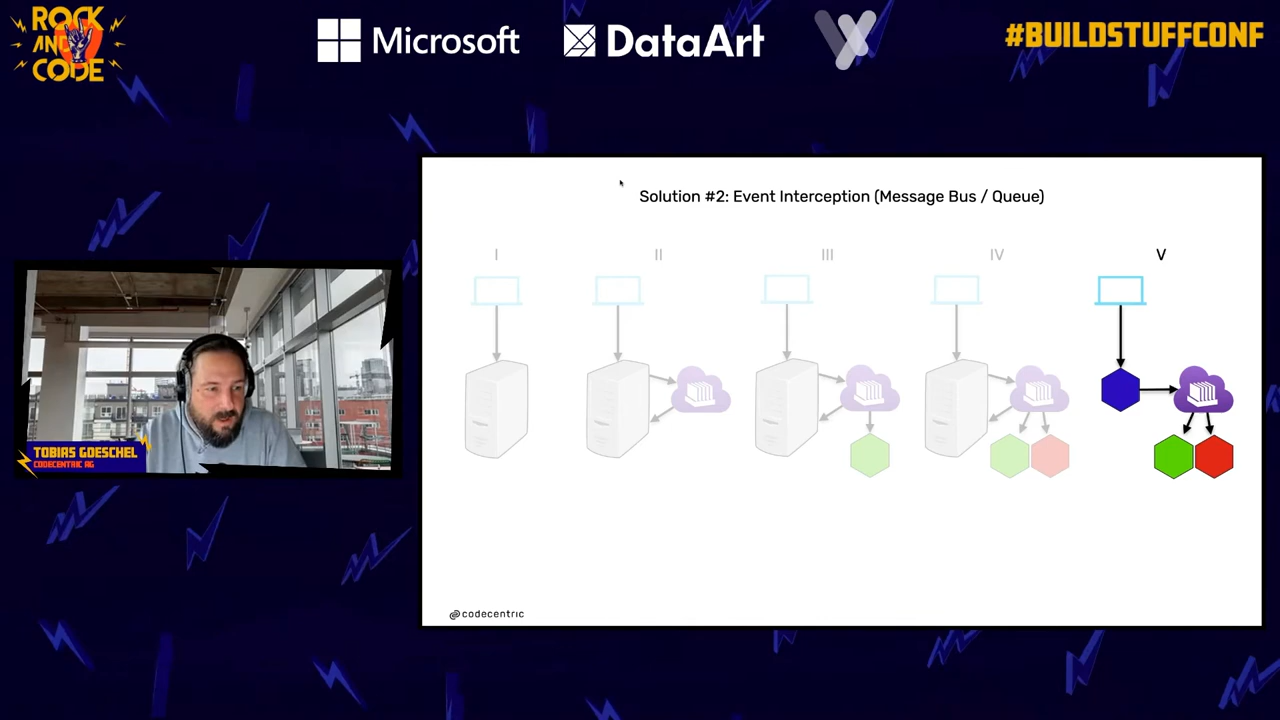 ROCK
AND
CODE
Microsoft
DataArt
#BUILDSTUFFCONF
Solution #2: Event Interception (Message Bus / Queue)
I
II
III
IV
V
TOBIAS GOESCHEL
CODECENTRIC AG
codecentric